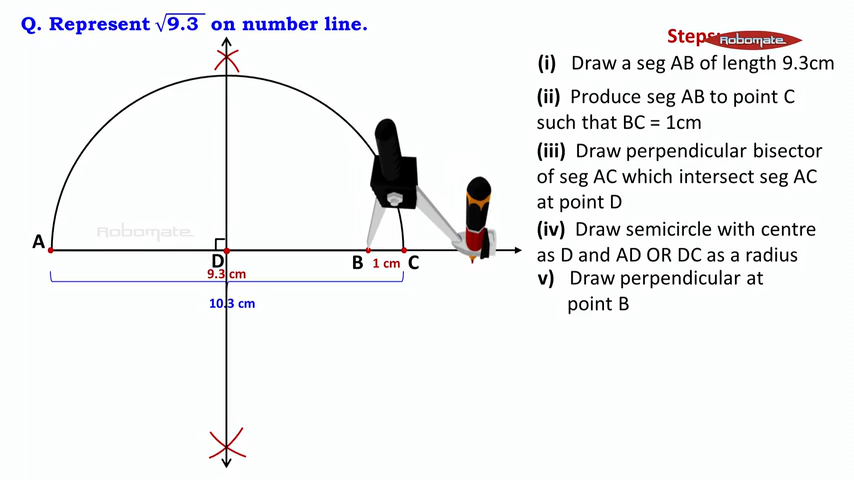 Q. Represent √9.3 on number line.
Steps:
Robomate
(i) Draw a seg AB of length 9.3cm
(ii) Produce seg AB to point C
such that BC = 1cm
(iii) Draw perpendicular bisector
of seg AC which intersect seg AC
at point D
(iv) Draw semicircle with centre
as D and AD OR DC as a radius
v) Draw perpendicular at
point B
Robomate
A
D
B
1 cm
C
9.3 cm
10.3 cm